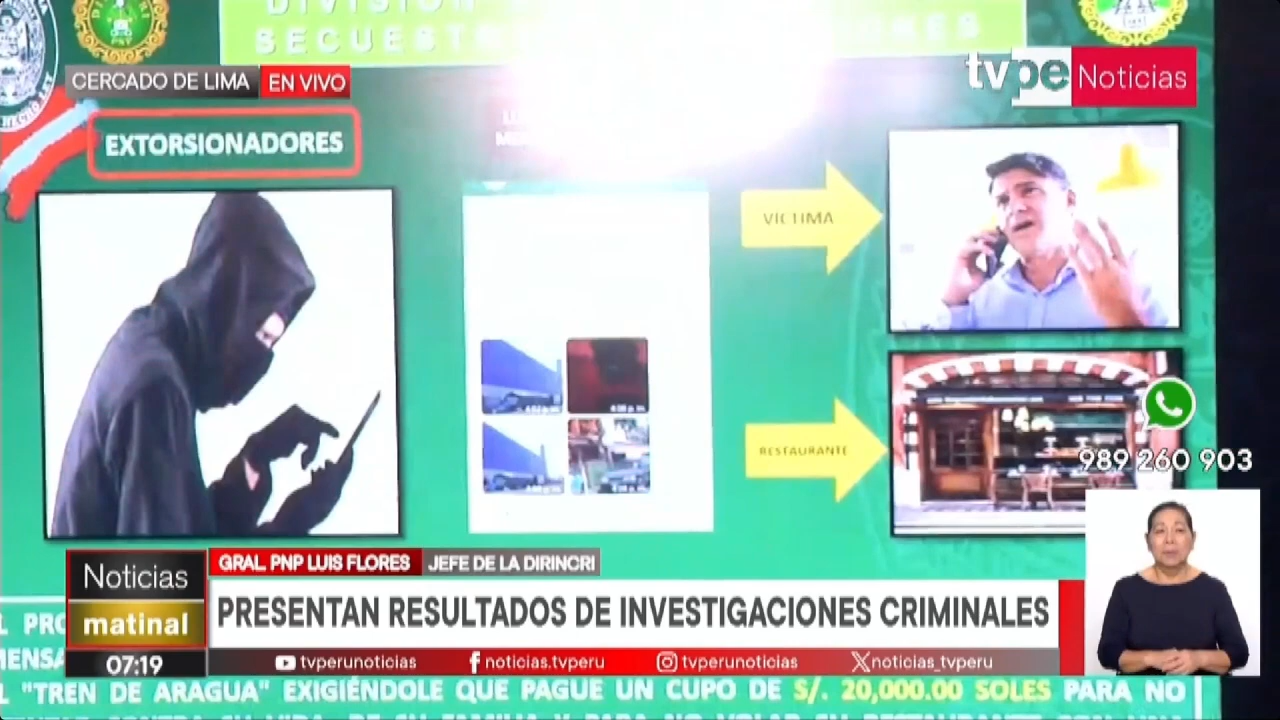 DIVISIÓN
SECUEST
CERCADO DE LIMA EN VIVO
tvpe Noticias
EXTORSIONADORES
VICTIMA
RESTAURANTE
989 260 903
GRAL. PNP LUIS FLORES JEFE DE LA DIRINCRI
Noticias
matinal
07:19
PRESENTAN RESULTADOS DE INVESTIGACIONES CRIMINALES
tvperunoticias noticias.tvperu tvperunoticias noticias_tvperu
"TREN DE ARAGUA" EXIGIÉNDOLE QUE PAGUE UN CUPO DE S/. 20,000.00 SOLES PARA NO